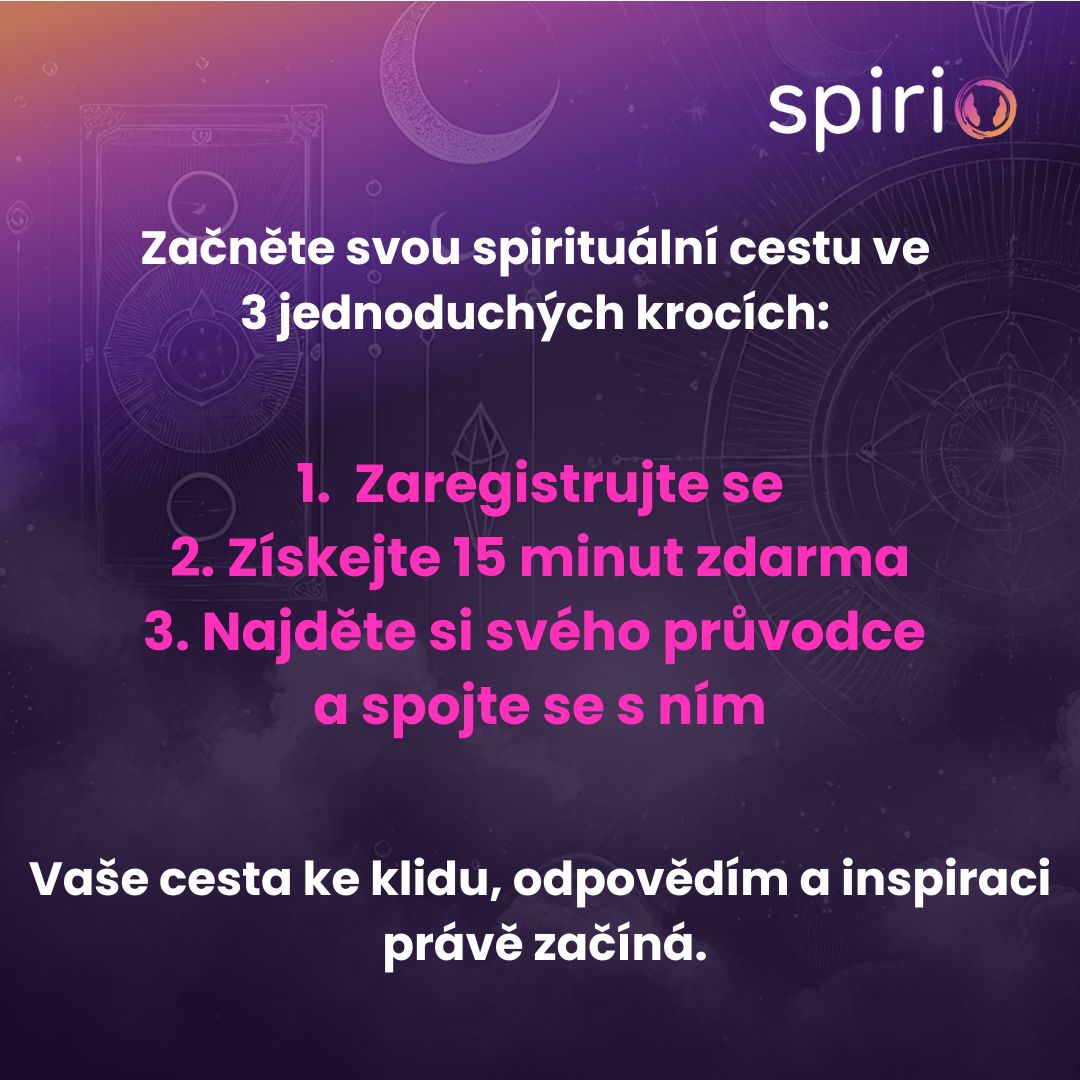 spirio
Začněte svou spirituální cestu ve
3 jednoduchých krocích:
1. Zaregistrujte se
2. Získejte 15 minut zdarma
3. Najděte si svého průvodce
a spojte se s ním
Vaše cesta ke klidu, odpovědím a inspiraci
právě začíná.